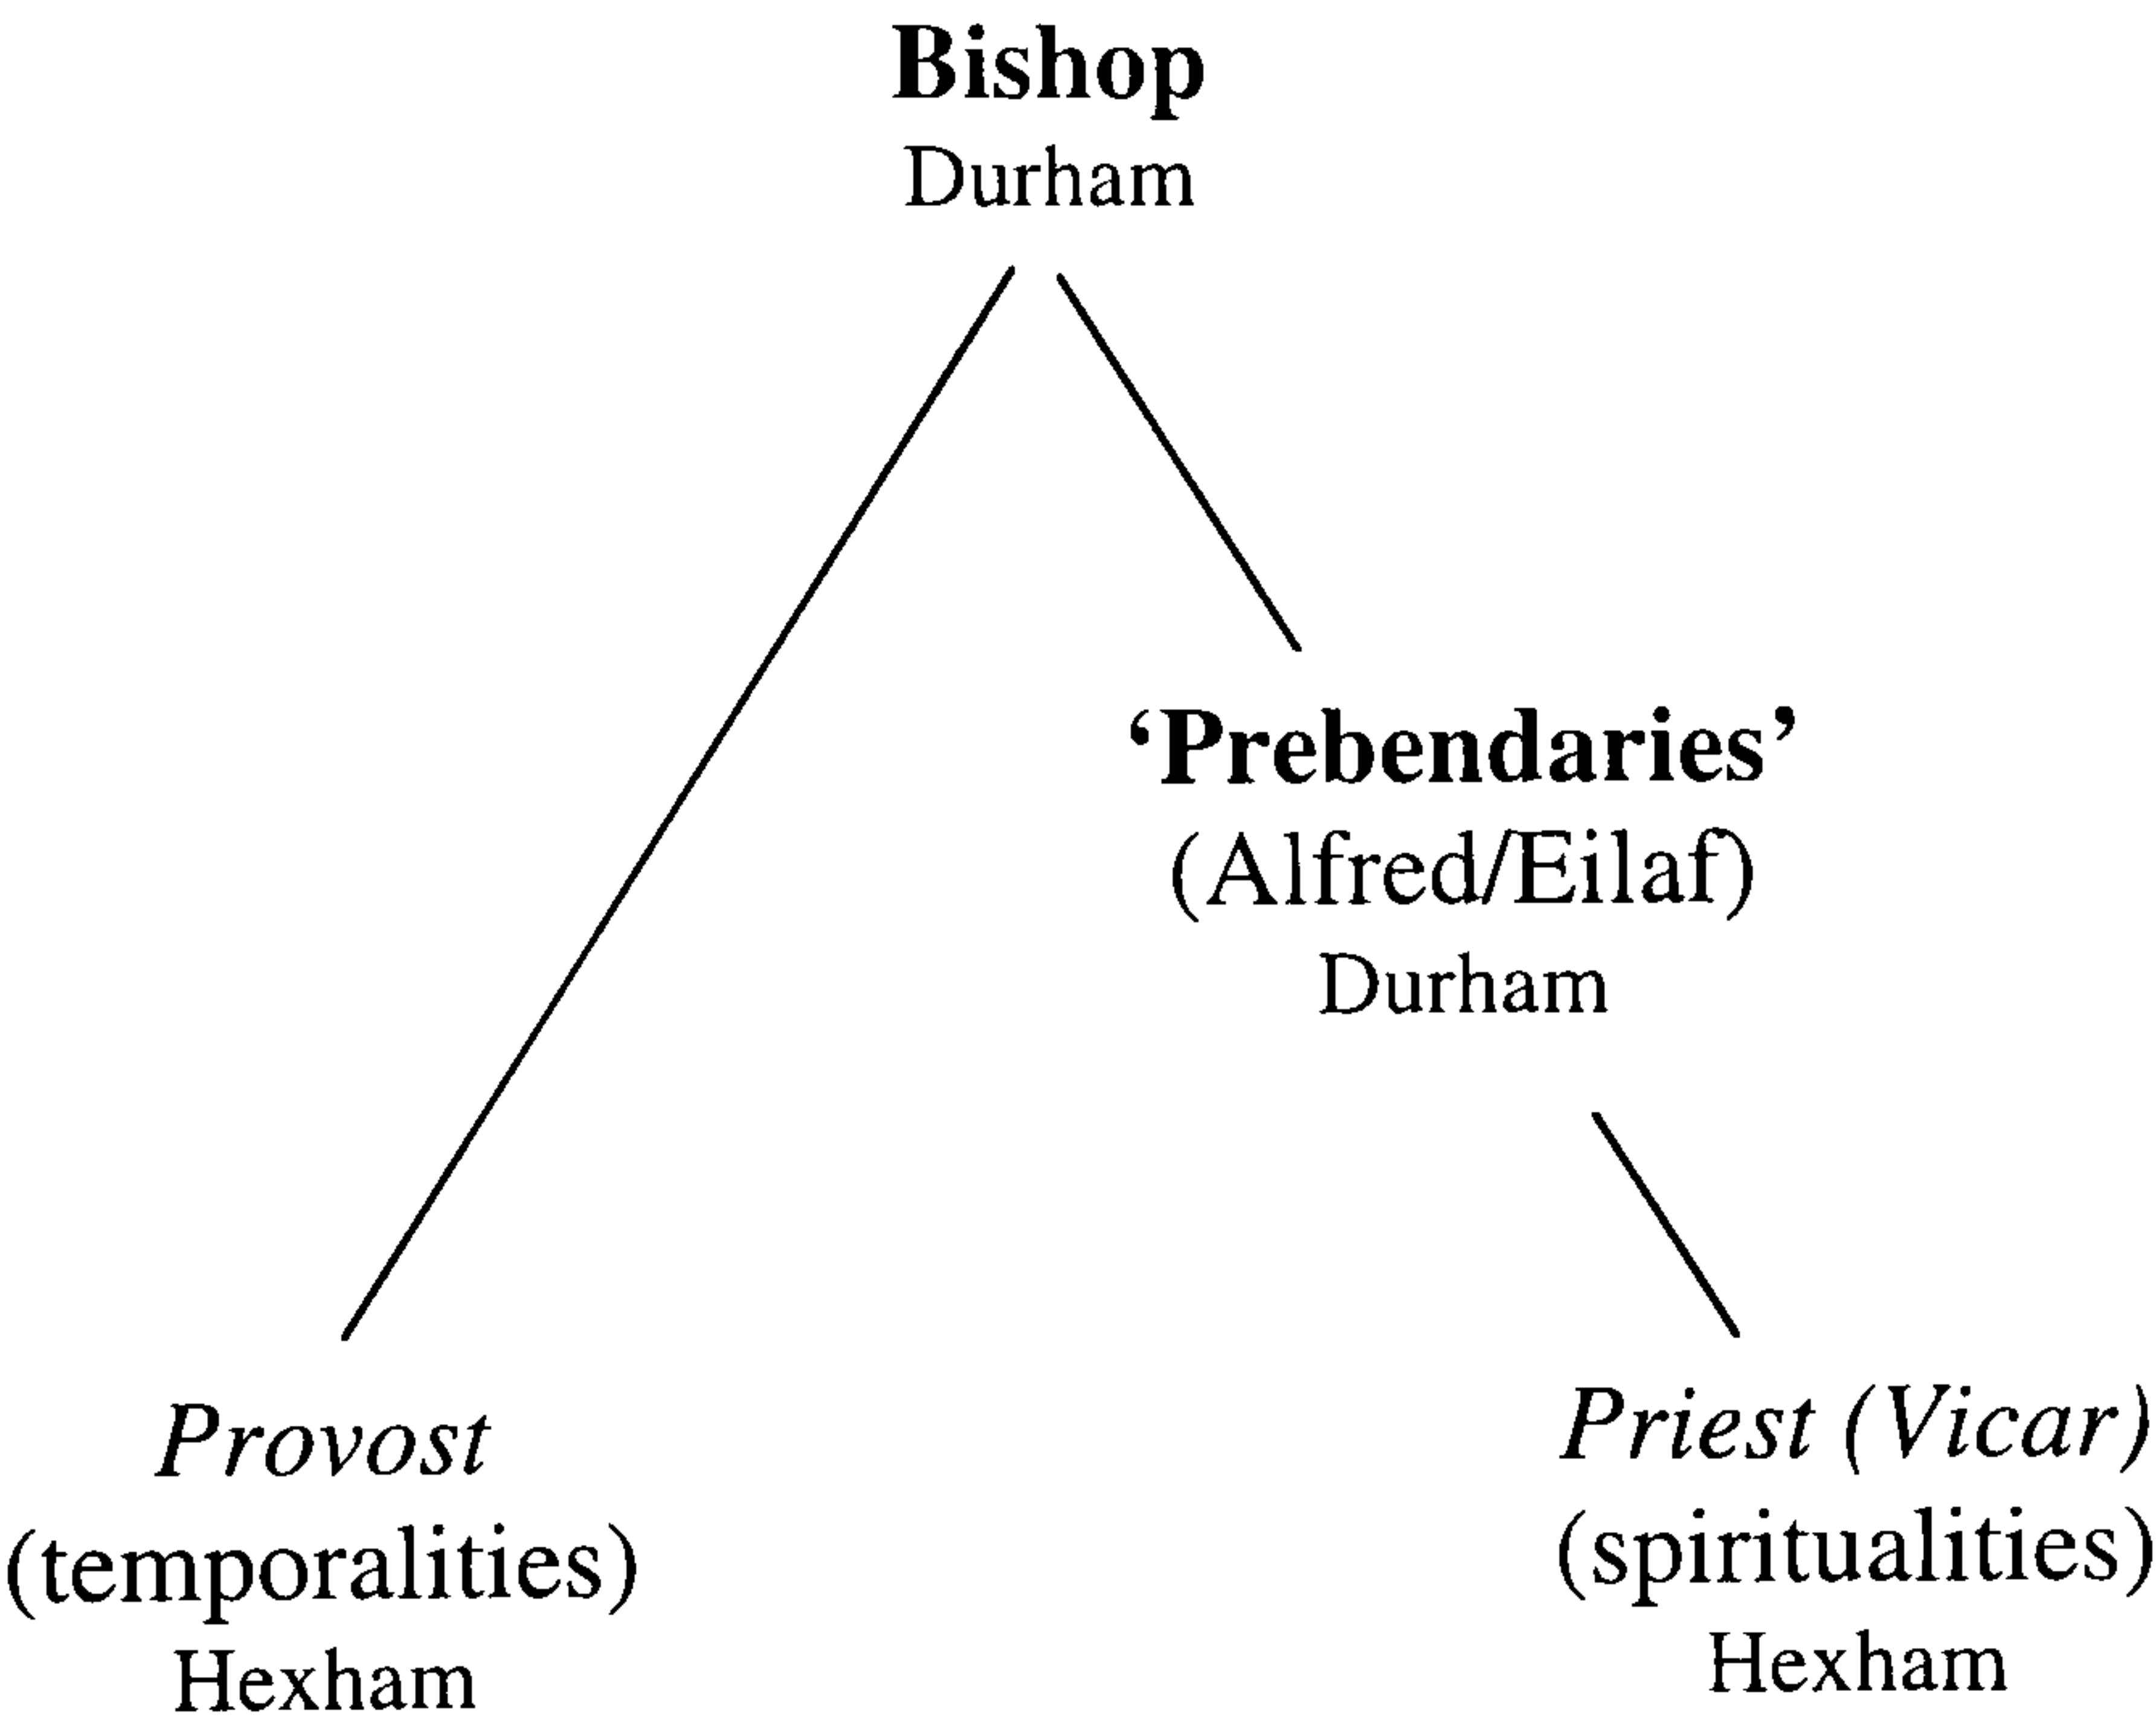 Bishop
Durham
‘Prebendaries’
(Alfred/Eilaf)
Durham
Provost
(temporalities)
Hexham
Priest (Vicar)
(spiritualities)
Hexham